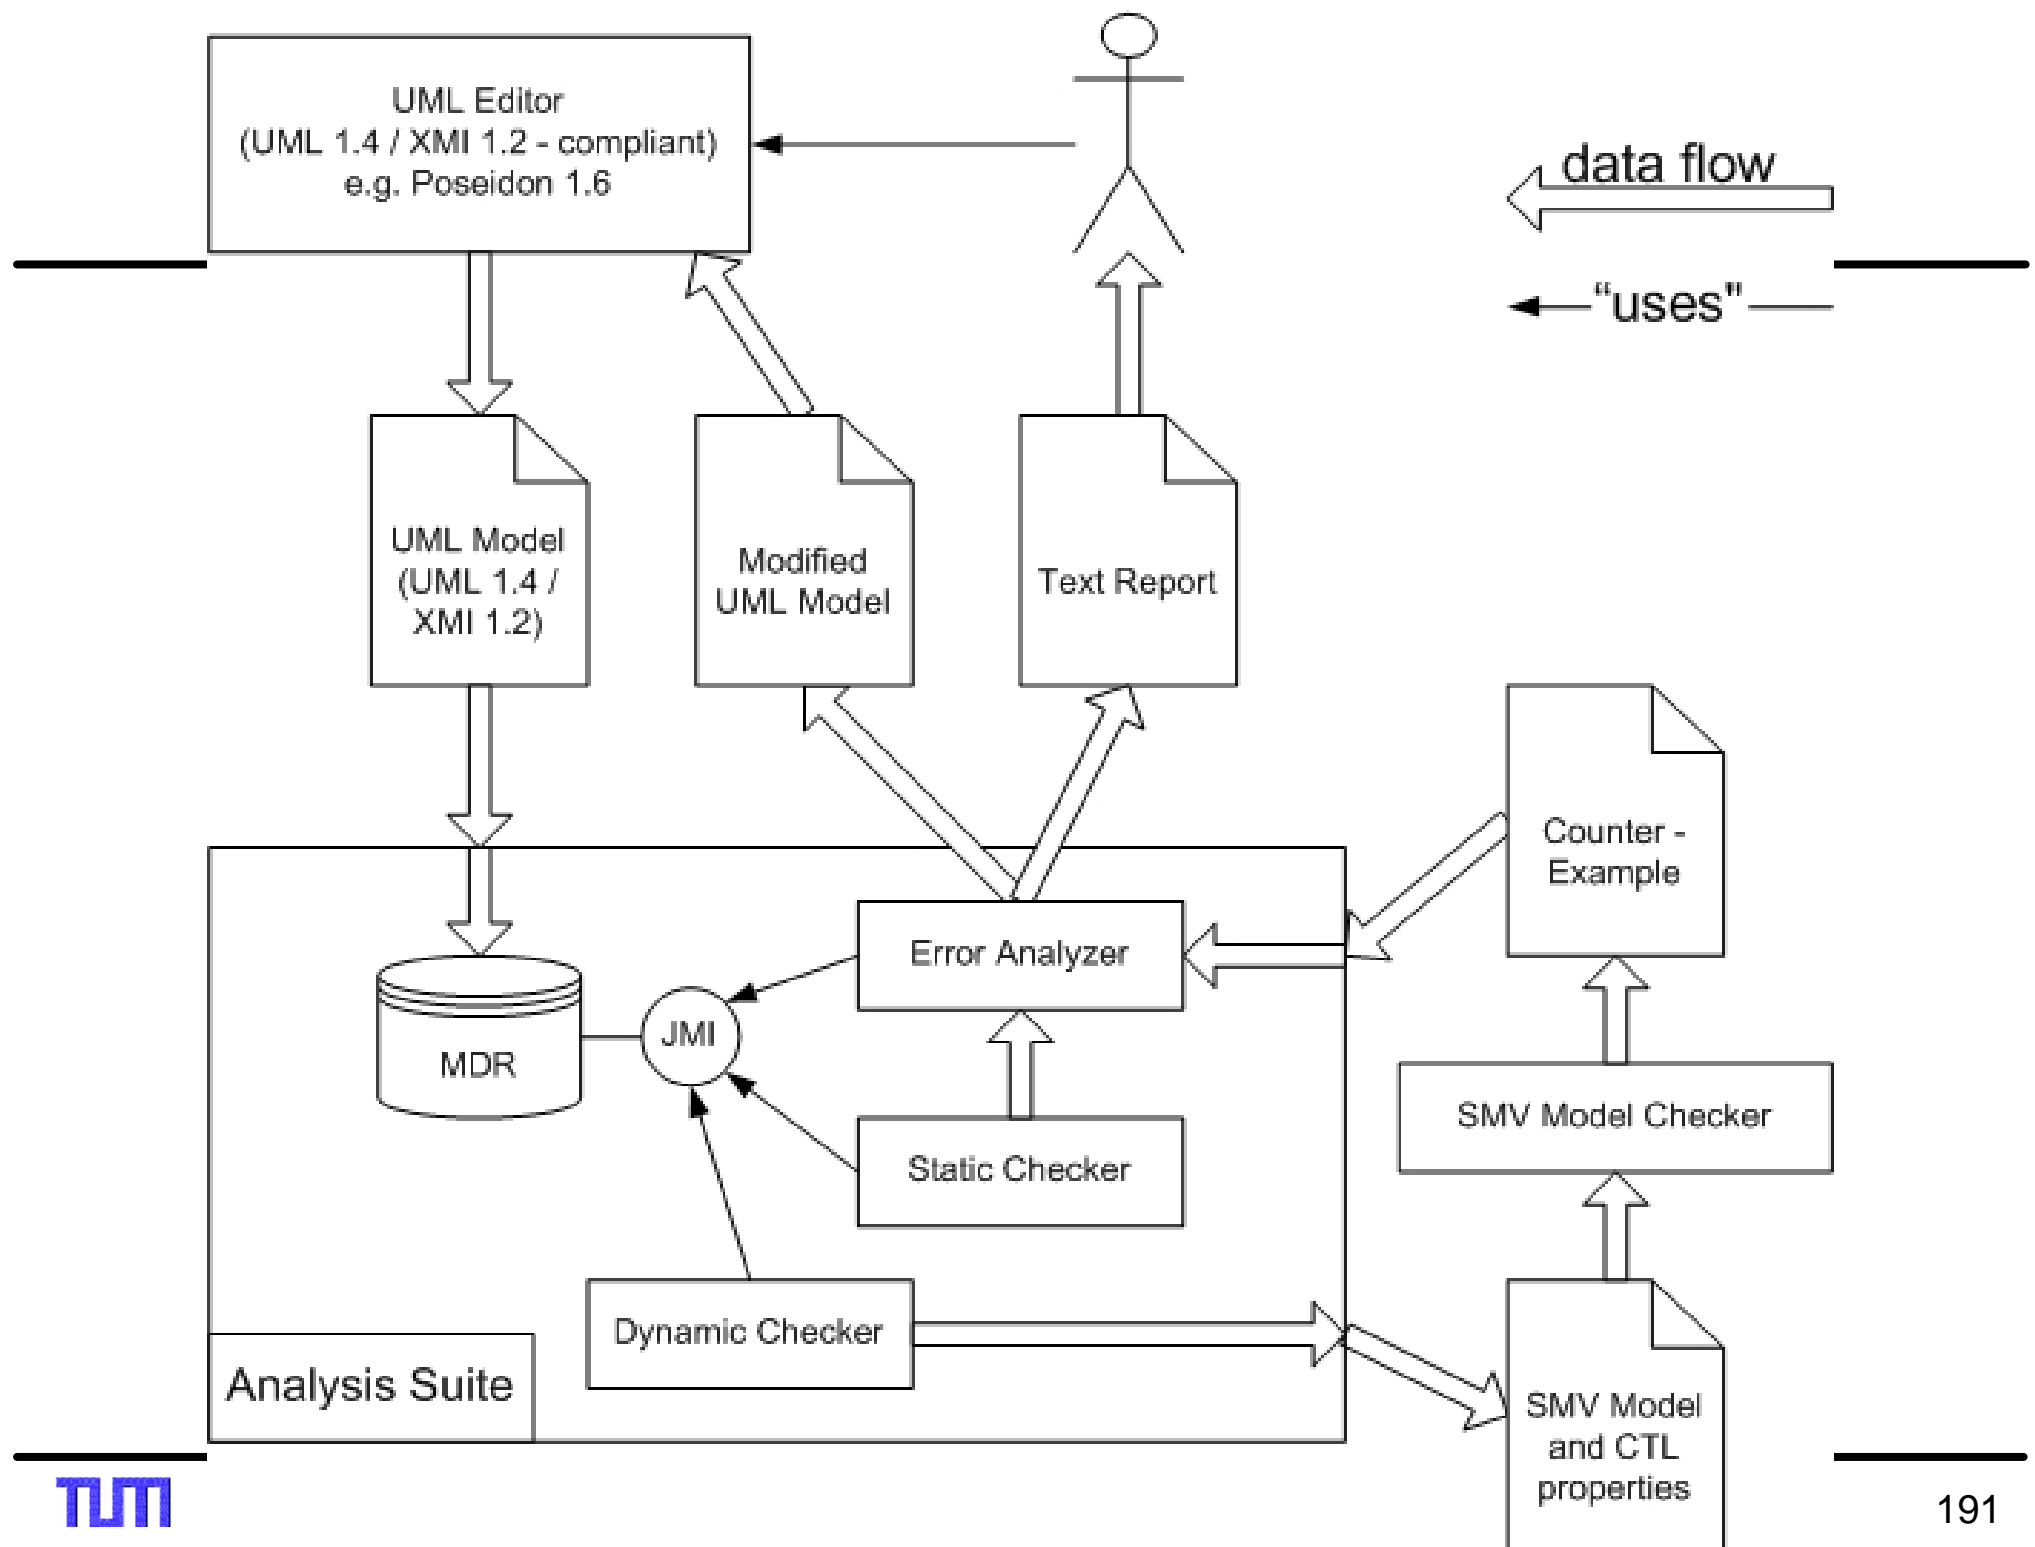 UML Editor
(UML 1.4 / XMI 1.2 - compliant)
e.g. Poseidon 1.6
data flow
“uses"
UML Model
(UML 1.4 /
XMI 1.2)
Modified
UML Model
Text Report
Counter -
Example
Error Analyzer
JMI
MDR
SMV Model Checker
Static Checker
Dynamic Checker
Analysis Suite
SMV Model
and CTL
properties
TUM
191